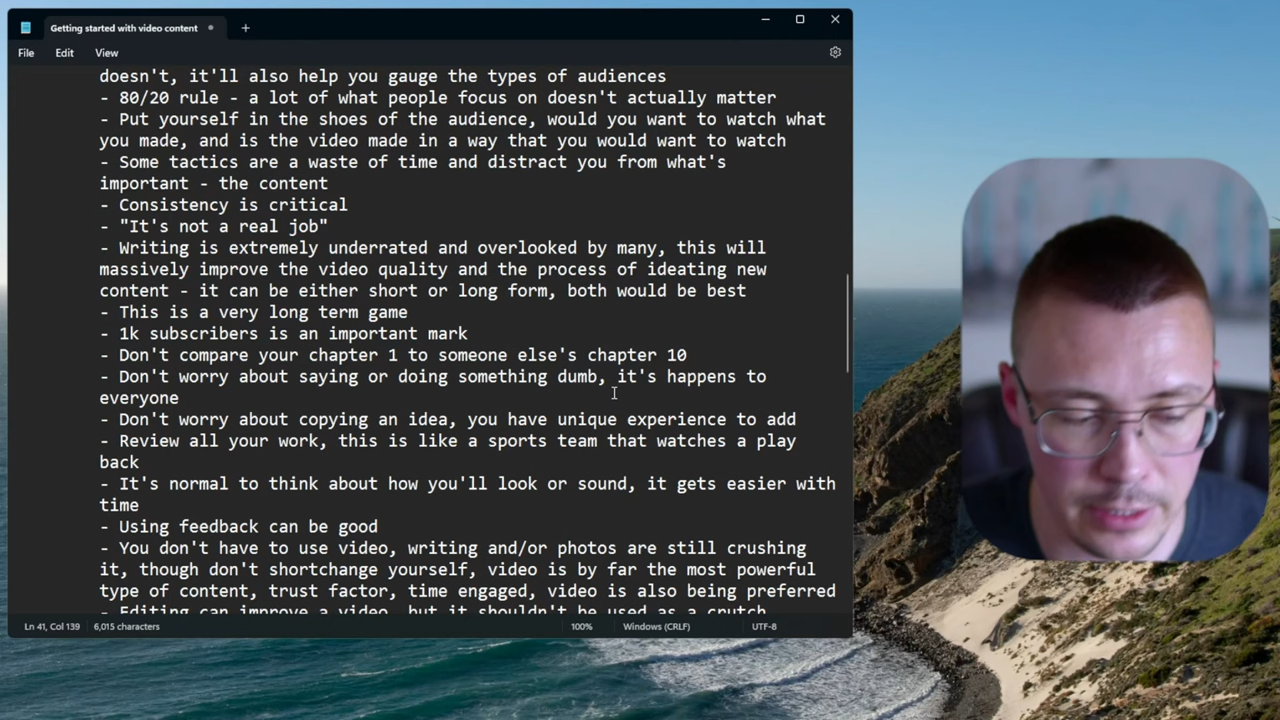 Getting started with video content
File Edit View
doesn't, it'll also help you gauge the types of audiences
- 80/20 rule - a lot of what people focus on doesn't actually matter
- Put yourself in the shoes of the audience, would you want to watch what
you made, and is the video made in a way that you would want to watch
- Some tactics are a waste of time and distract you from what's
important - the content
- Consistency is critical
- "It's not a real job"
- Writing is extremely underrated and overlooked by many, this will
massively improve the video quality and the process of ideating new
content - it can be either short or long form, both would be best
- This is a very long term game
- 1k subscribers is an important mark
- Don't compare your chapter 1 to someone else's chapter 10
- Don't worry about saying or doing something dumb, it's happens to
everyone
- Don't worry about copying an idea, you have unique experience to add
- Review all your work, this is like a sports team that watches a play
back
- It's normal to think about how you'll look or sound, it gets easier with
time
- Using feedback can be good
- You don't have to use video, writing and/or photos are still crushing
it, though don't shortchange yourself, video is by far the most powerful
type of content, trust factor, time engaged, video is also being preferred
- Editing can improve a video, but it shouldn't be used as a crutch
Ln 41, Col 139 6,015 characters 100% Windows (CRLF) UTF-8